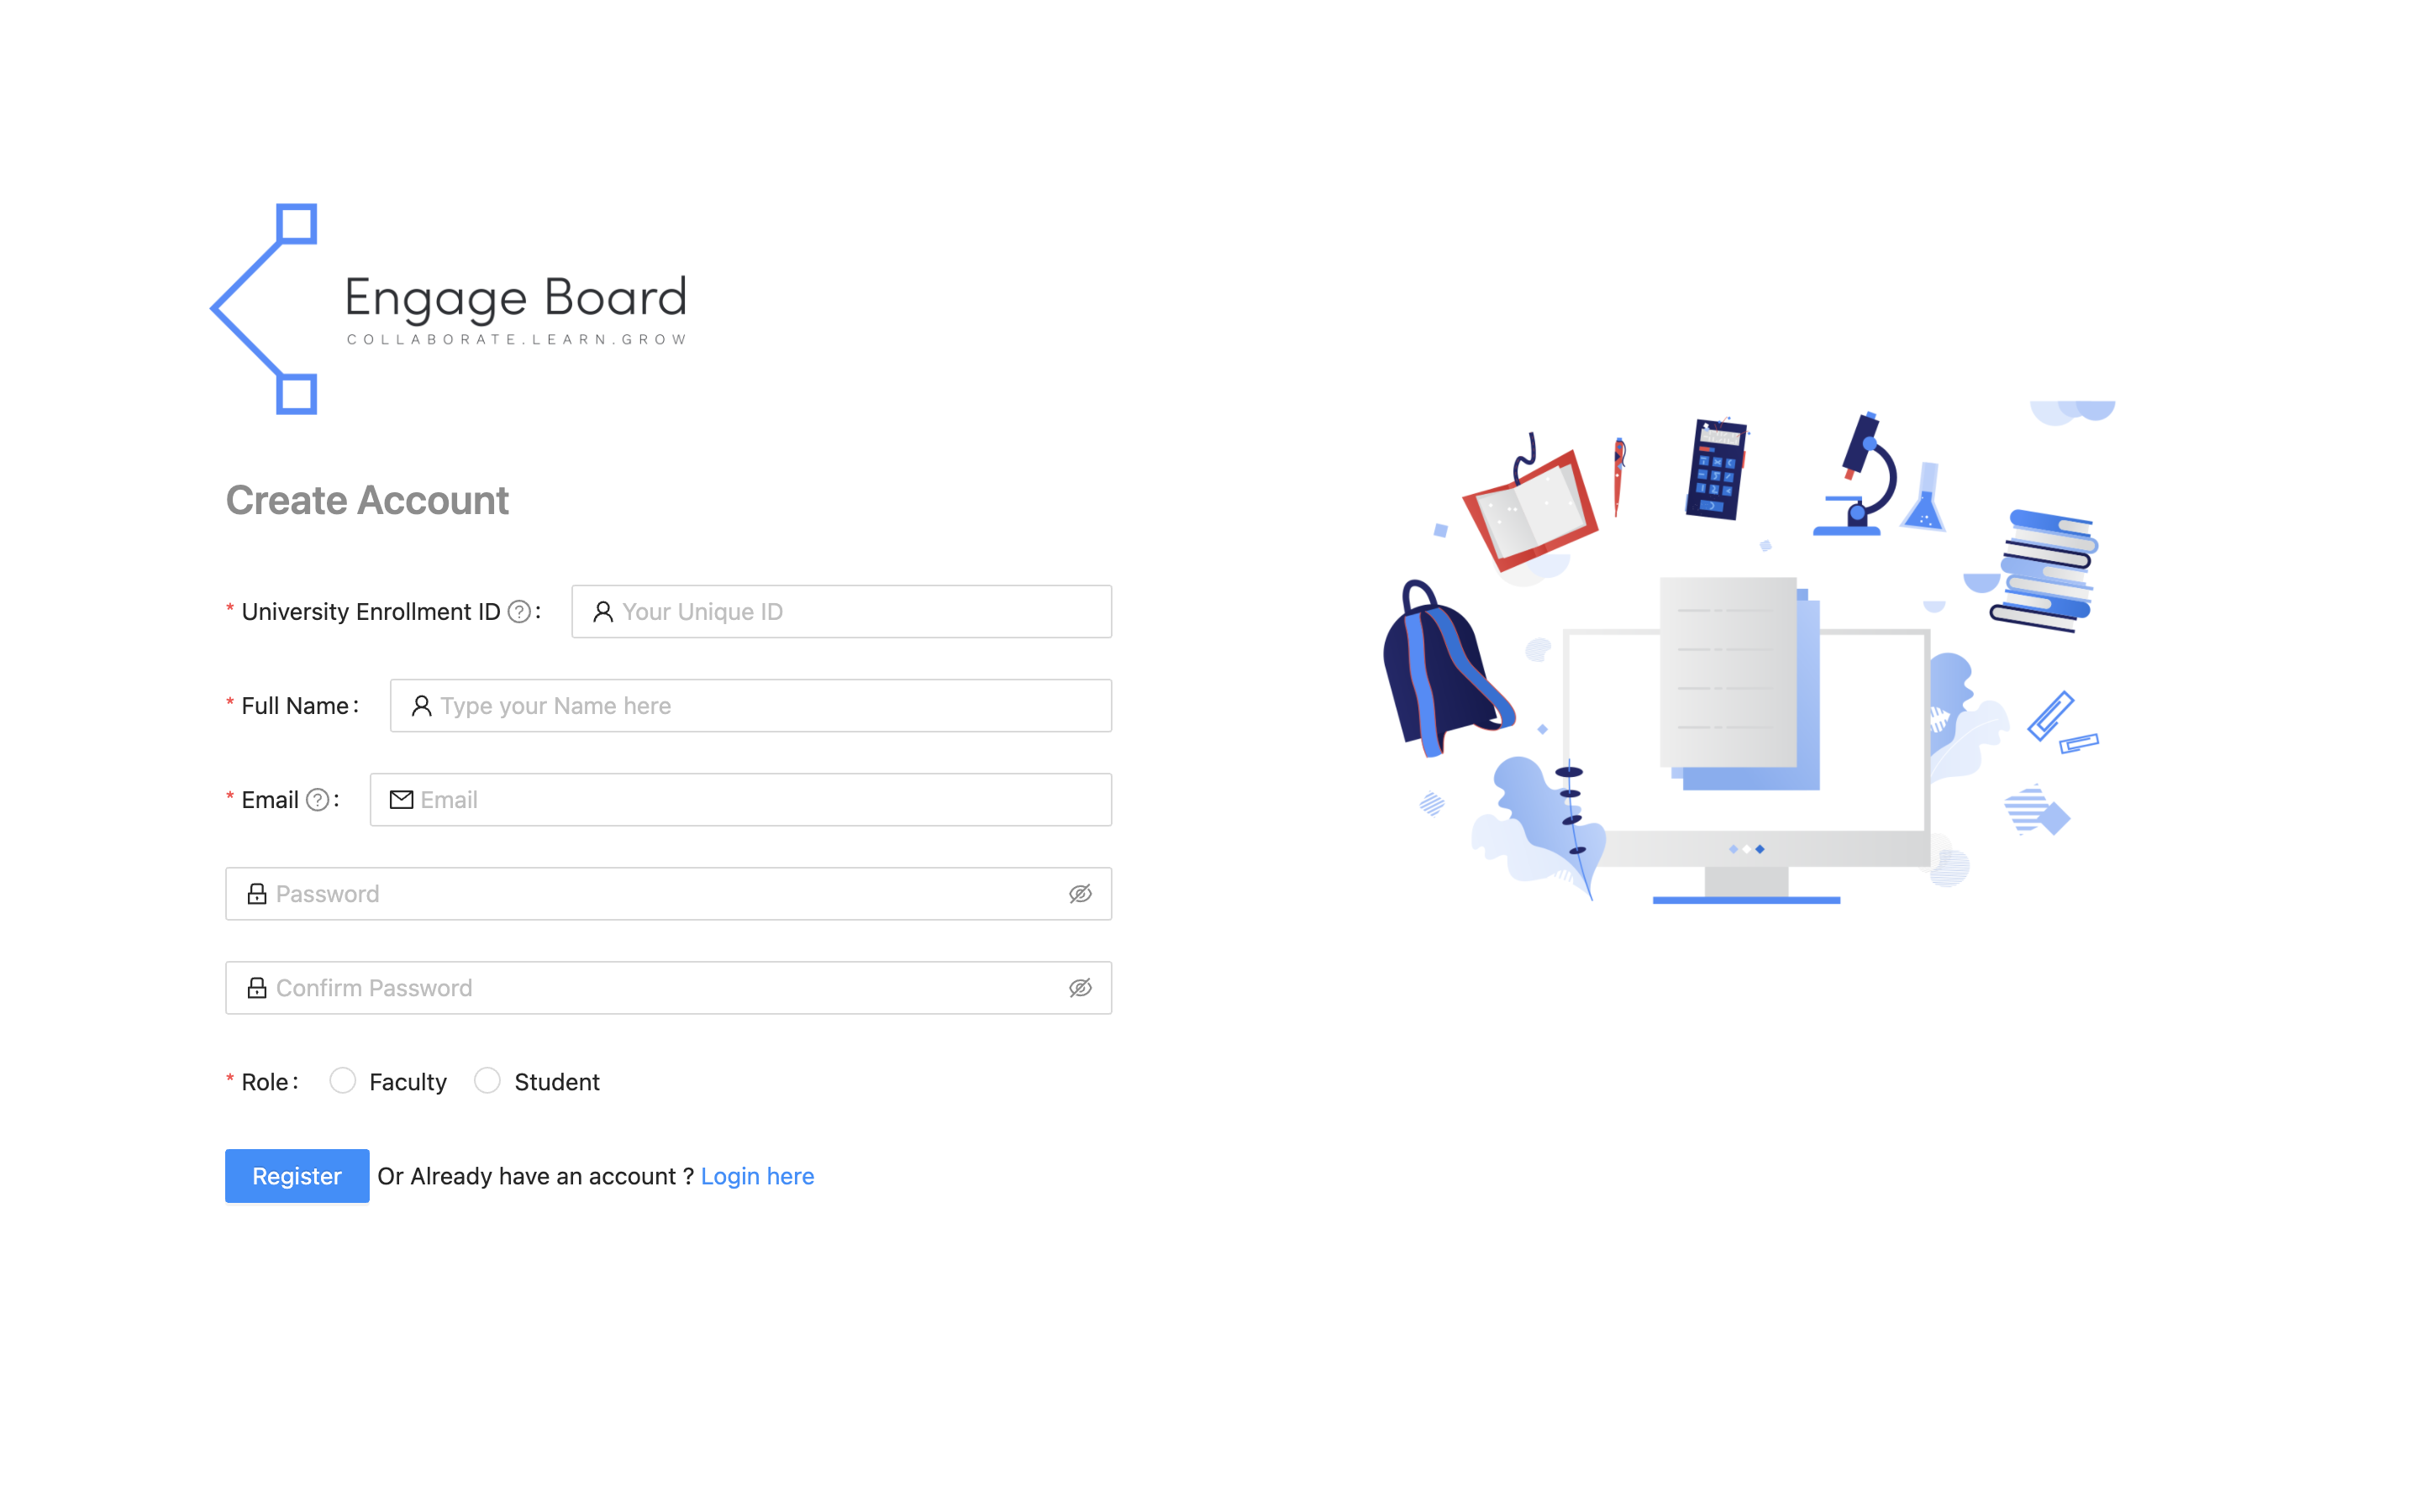 Engage Board
COLLABORATE.LEARN.GROW
Create Account
* University Enrollment ID ? :
Your Unique ID
* Full Name :
Type your Name here
* Email ? :
Email
Password
Confirm Password
* Role : Faculty Student
Register Or Already have an account ? Login here